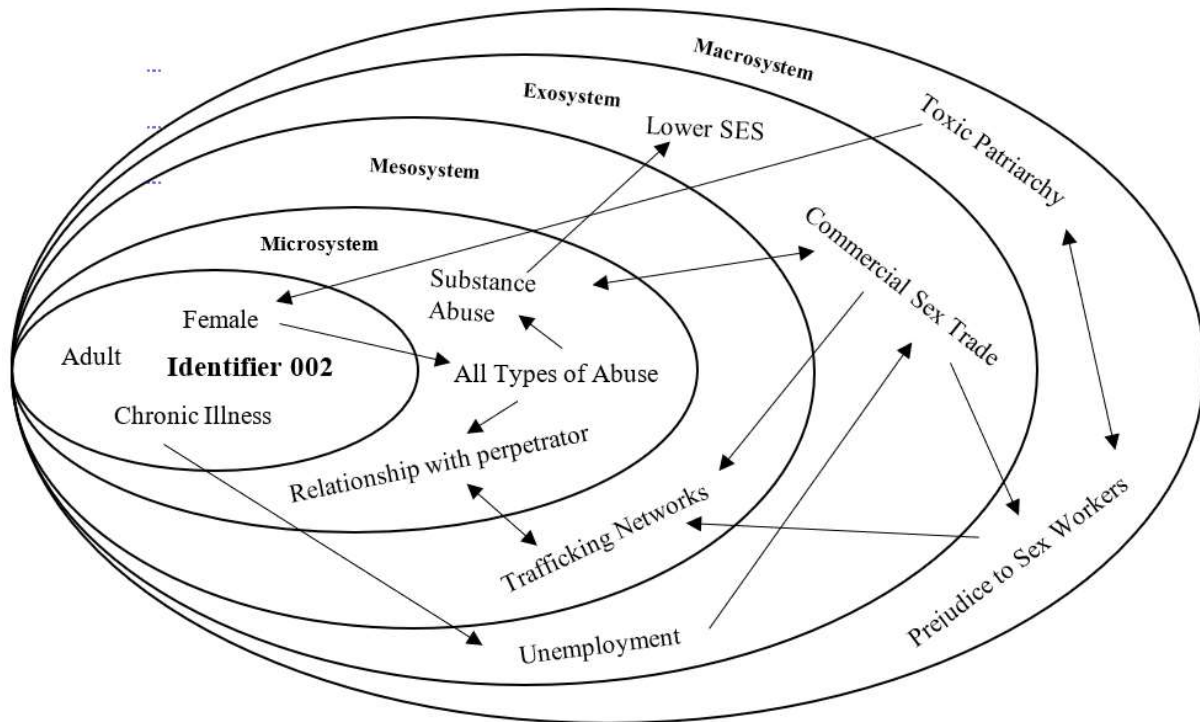 Macrosystem
Exosystem
Toxic Patriarchy
Lower SES
Mesosystem
Commercial Sex Trade
Microsystem
Substance
Abuse
Female
Adult
Identifier 002
All Types of Abuse
Chronic Illness
Relationship with perpetrator
Trafficking Networks
Prejudice to Sex Workers
Unemployment